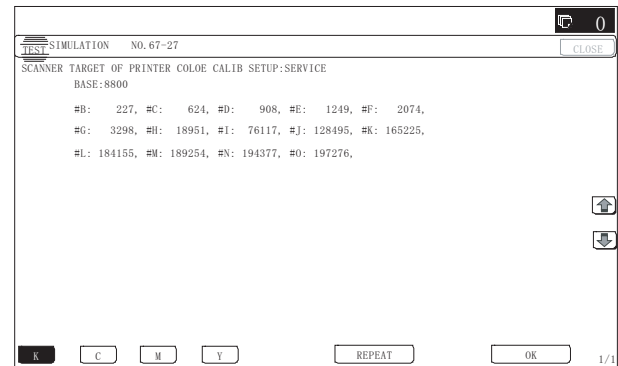 0
TEST SIMULATION NO.67-27 CLOSE
SCANNER TARGET OF PRINTER COLOE CALIB SETUP:SERVICE
BASE:8800
#B: 227, #C: 624, #D: 908, #E: 1249, #F: 2074,
#G: 3298, #H: 18951, #I: 76117, #J: 128495, #K: 165225,
#L: 184155, #M: 189254, #N: 194377, #O: 197276,
K C M Y REPEAT OK 1/1